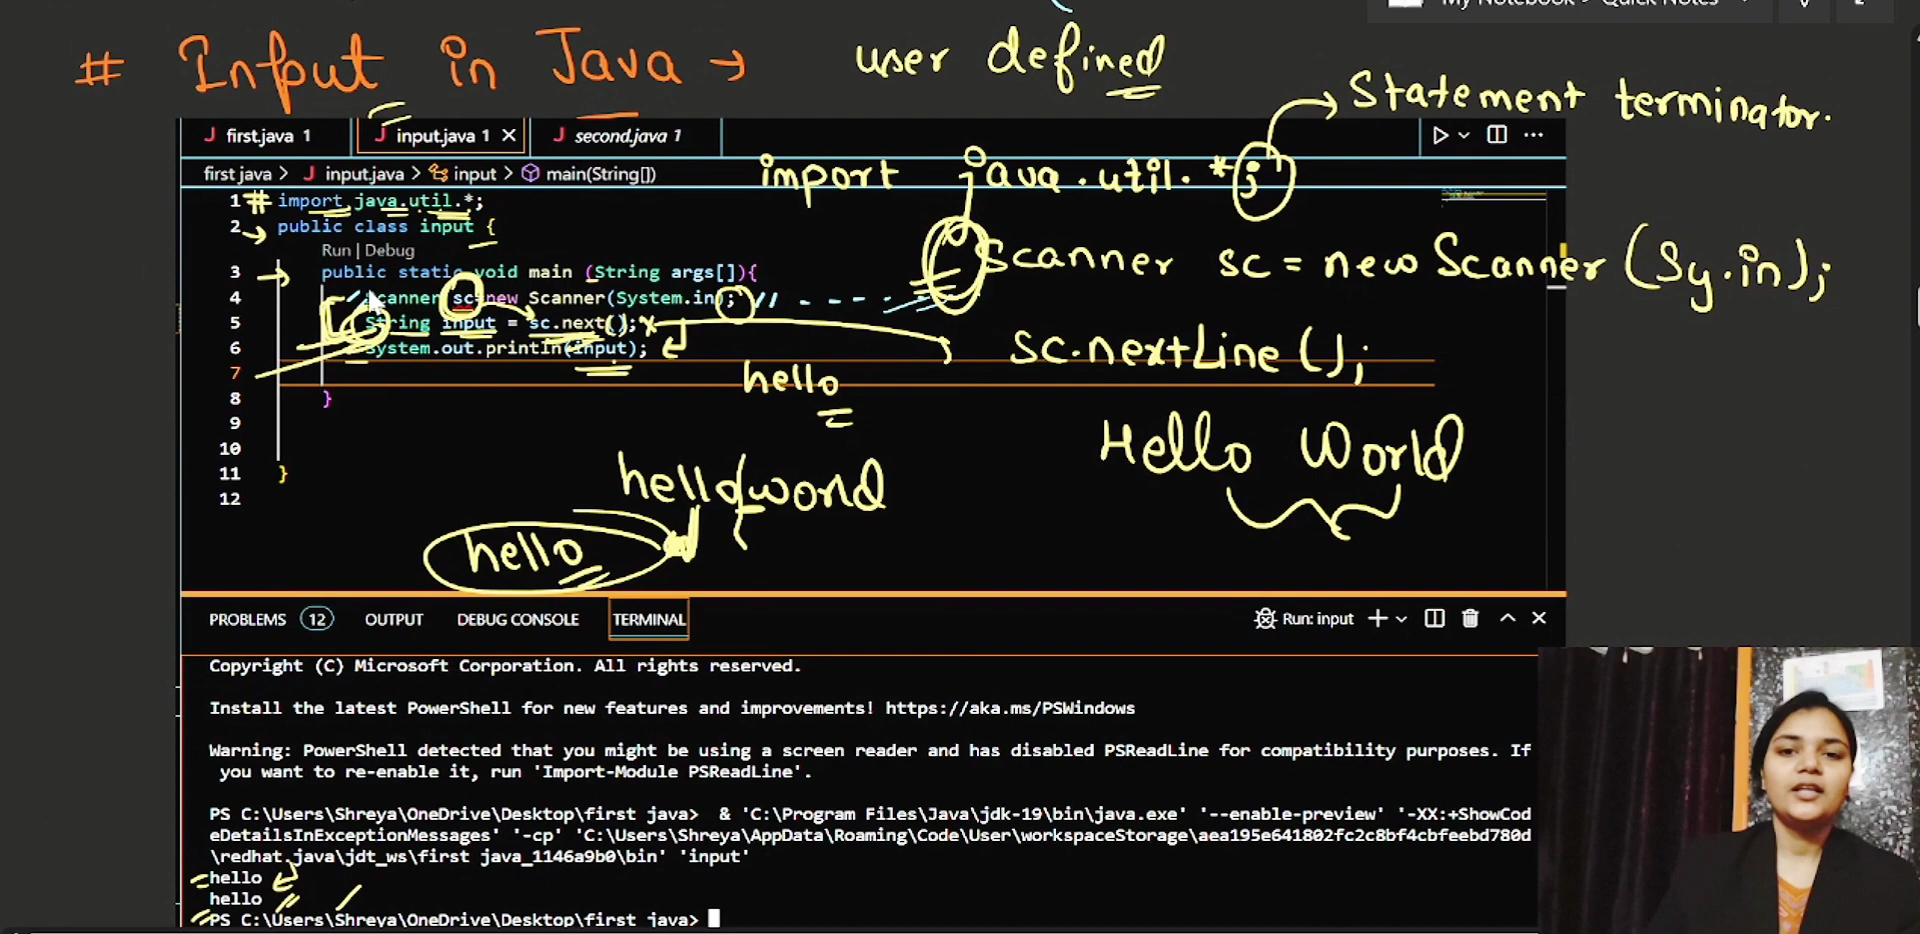 My Notebook > Quick Notes
# Input in Java → user defined
→ Statement terminator.
first.java 1 input.java 1 second.java 1
first java > input.java > input > main(String[])
import java.util.*;
1 # import java.util.*;
2 public class input {
Run | Debug
Scanner sc = new Scanner (Sy.in);
3 public static void main (String args[]){
4 Scanner sc=new Scanner(System.in); //
5 String input = sc.next();
sc.nextLine ();
6 System.out.println(input);
7
hello
8 }
9
Hello World
10
11 }
hello world
12
hello
PROBLEMS 12 OUTPUT DEBUG CONSOLE TERMINAL Run: input
Copyright (C) Microsoft Corporation. All rights reserved.
Install the latest PowerShell for new features and improvements! https://aka.ms/PSWindows
Warning: PowerShell detected that you might be using a screen reader and has disabled PSReadLine for compatibility purposes. If
you want to re-enable it, run 'Import-Module PSReadLine'.
PS C:\Users\Shreya\OneDrive\Desktop\first java> & 'C:\Program Files\Java\jdk-19\bin\java.exe' '--enable-preview' '-XX:+ShowCod
eDetailsInExceptionMessages' '-cp' 'C:\Users\Shreya\AppData\Roaming\Code\User\workspaceStorage\aea195e641802fc2c8bf4cbfeebd780d
\redhat.java\jdt_ws\first java_1146a9b0\bin' 'input'
hello
hello
PS C:\Users\Shreya\OneDrive\Desktop\first java>